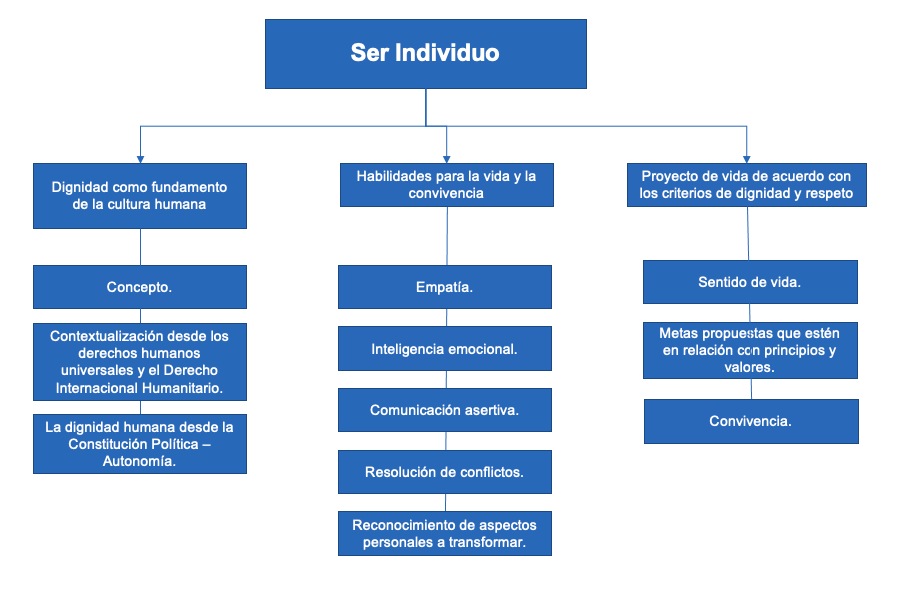 Ser Individuo
Dignidad como fundamento
de la cultura humana
Concepto.
Contextualización desde los
derechos humanos
universales y el Derecho
Internacional Humanitario.
La dignidad humana desde la
Constitución Política –
Autonomía.
Habilidades para la vida y la
convivencia
Empatía.
Inteligencia emocional.
Comunicación asertiva.
Resolución de conflictos.
Reconocimiento de aspectos
personales a transformar.
Proyecto de vida de acuerdo con
los criterios de dignidad y respeto
Sentido de vida.
Metas propuestas que estén
en relación con principios y
valores.
Convivencia.